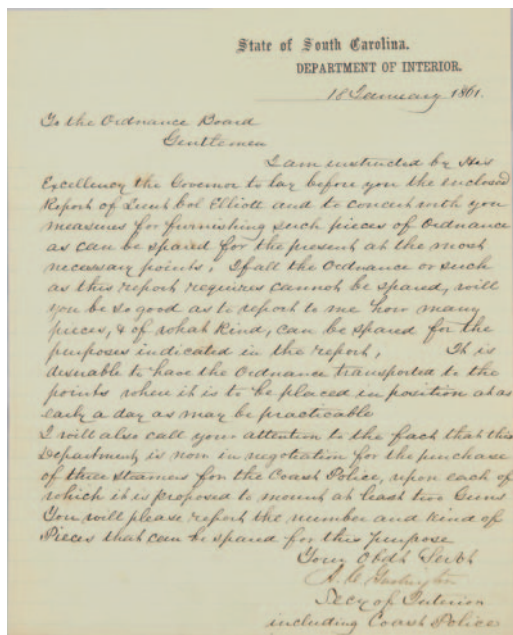 State of South Carolina.
DEPARTMENT OF INTERIOR.
18 January 1861.
To the Ordnance Board
Gentlemen
I am instructed by His
Excellency the Governor to lay before you the enclosed
Report of Lieut Col Elliott and to concert with you
measures for furnishing such pieces of Ordnance
as can be spared for the present at the most
necessary points. If all the Ordnance or such
as this report requires cannot be spared, will
you be so good as to report to me how many
pieces, & of what kind, can be spared for the
purposes indicated in the report, It is
desirable to have the Ordnance transported to the
points where it is to be placed in position at as
early a day as may be practicable
I will also call your attention to the fact that this
Department is now in negotiation for the purchase
of three steamers for the Coast Police, upon each of
which it is proposed to mount at least two Guns
You will please report the number and kind of
Pieces that can be spared for this purpose
Your Obdt Servt
A. C. Garlington
Secy of Interior
including Coast Police